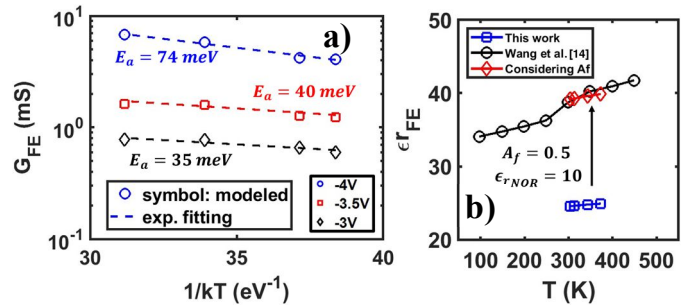 a)
G_FE (mS)
10^1
10^0
10^-1
E_a = 74 meV
E_a = 40 meV
E_a = 35 meV
symbol: modeled
exp. fitting
-4V
-3.5V
-3V
30
35
40
1/kT (eV^-1)
b)
ϵr_FE
50
40
30
20
This work
Wang et al. [14]
Considering Af
A_f = 0.5
ϵ_rNOR = 10
100 200 300 400 500
T (K)